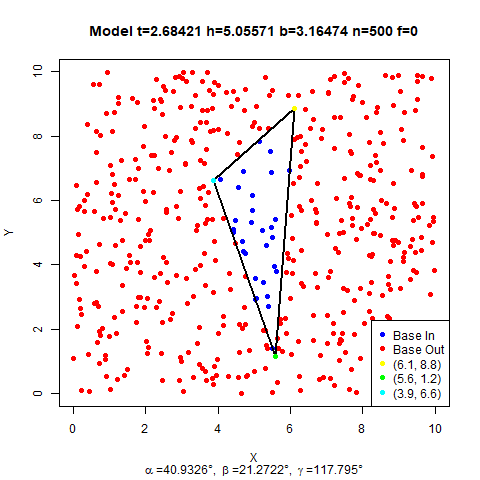 Model t=2.68421 h=5.05571 b=3.16474 n=500 f=0
10
8
6
Y
4
2
0
Base In
Base Out
(6.1, 8.8)
(5.6, 1.2)
(3.9, 6.6)
0 2 4 6 8 10
X
α=40.9326°, β=21.2722°, γ=117.795°